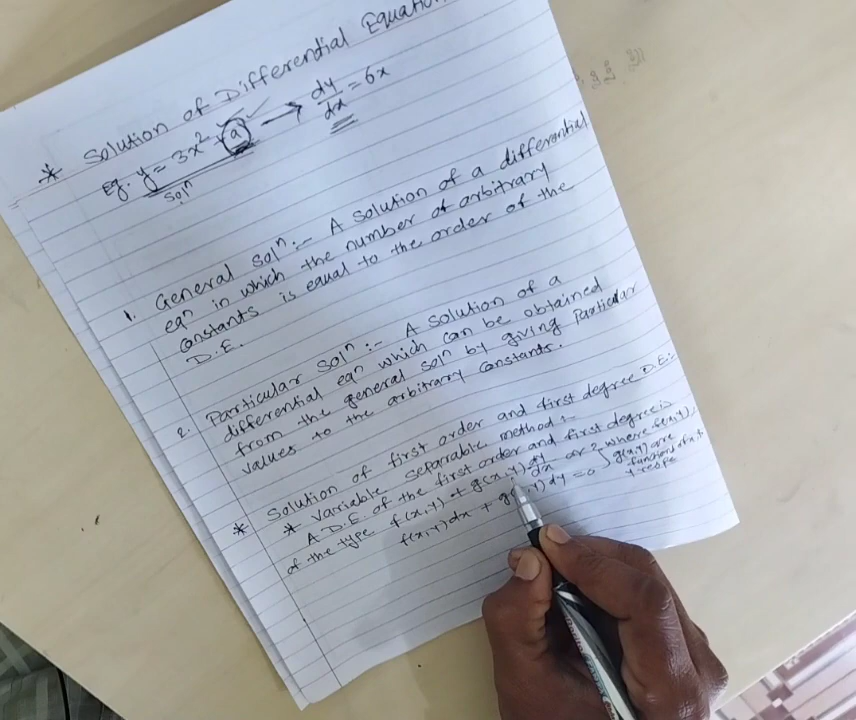 * Solution of Differential Equation
Eg. y = 3x² + a → dy/dx = 6x
solⁿ
1. General solⁿ :- A solution of a differential
eqⁿ in which the number of arbitrary
constants is equal to the order of the
D.E.
2. Particular solⁿ :- A solution of a
differential eqⁿ which can be obtained
from the general solⁿ by giving Particular
values to the arbitrary constants.
* Solution of first order and first degree D.E:-
* Variable separable method :-
A D.E. of the first order and first degree is
of the type f(x,y) + g(x,y) dy/dx or where f(x,y),
f(x,y)dx + g(x,y) dy = 0 g(x,y) are
functions of x +